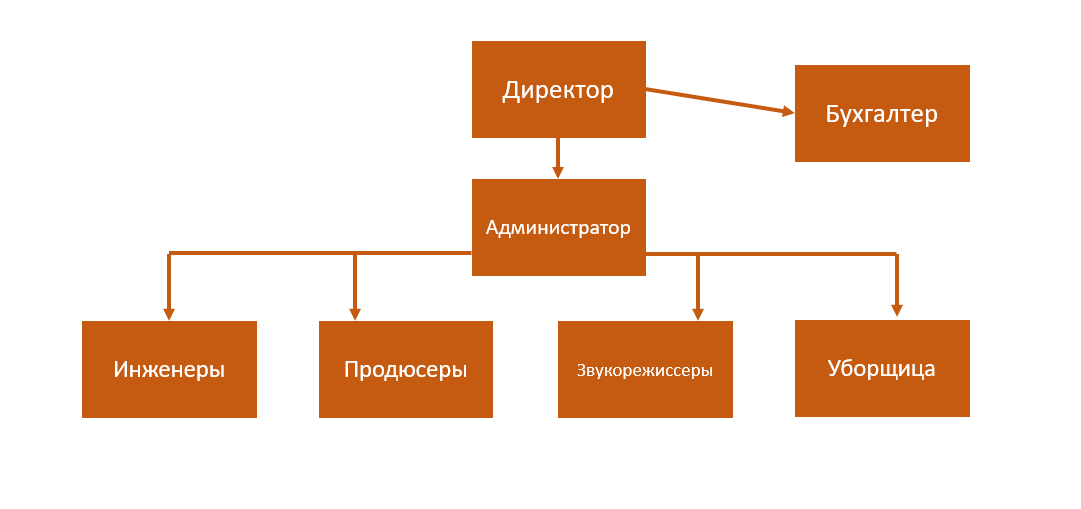 Директор
Бухгалтер
Администратор
Инженеры
Продюсеры
Звукорежиссеры
Уборщица